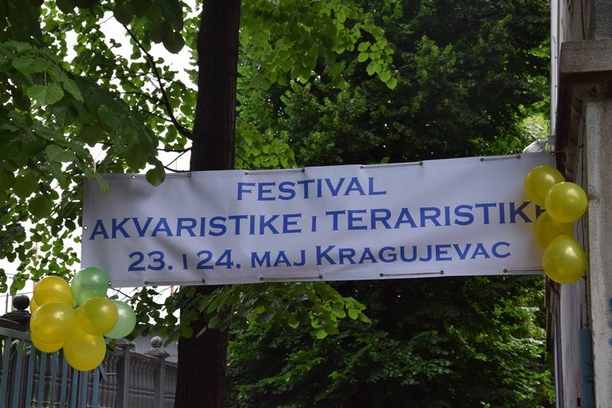 FESTIVAL
AKVARISTIKE I TERARISTIKE
23. I 24. MAJ KRAGUJEVAC